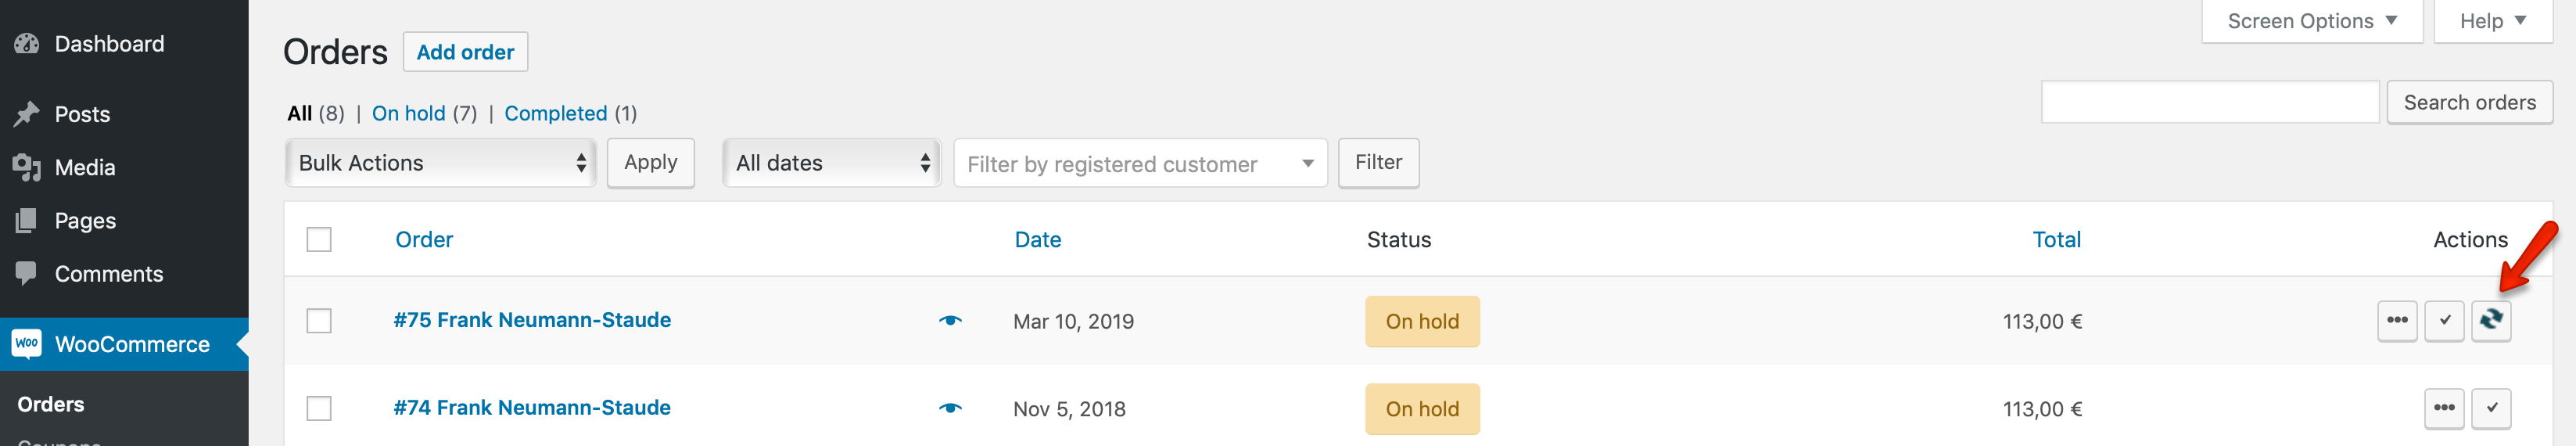 Dashboard
Posts
Media
Pages
Comments
WooCommerce
Orders
Coupons
Screen Options
Help
Orders Add order
All (8) | On hold (7) | Completed (1)
Search orders
Bulk Actions Apply All dates Filter by registered customer Filter
Order Date Status Total Actions
#75 Frank Neumann-Staude Mar 10, 2019 On hold 113,00 €
#74 Frank Neumann-Staude Nov 5, 2018 On hold 113,00 €